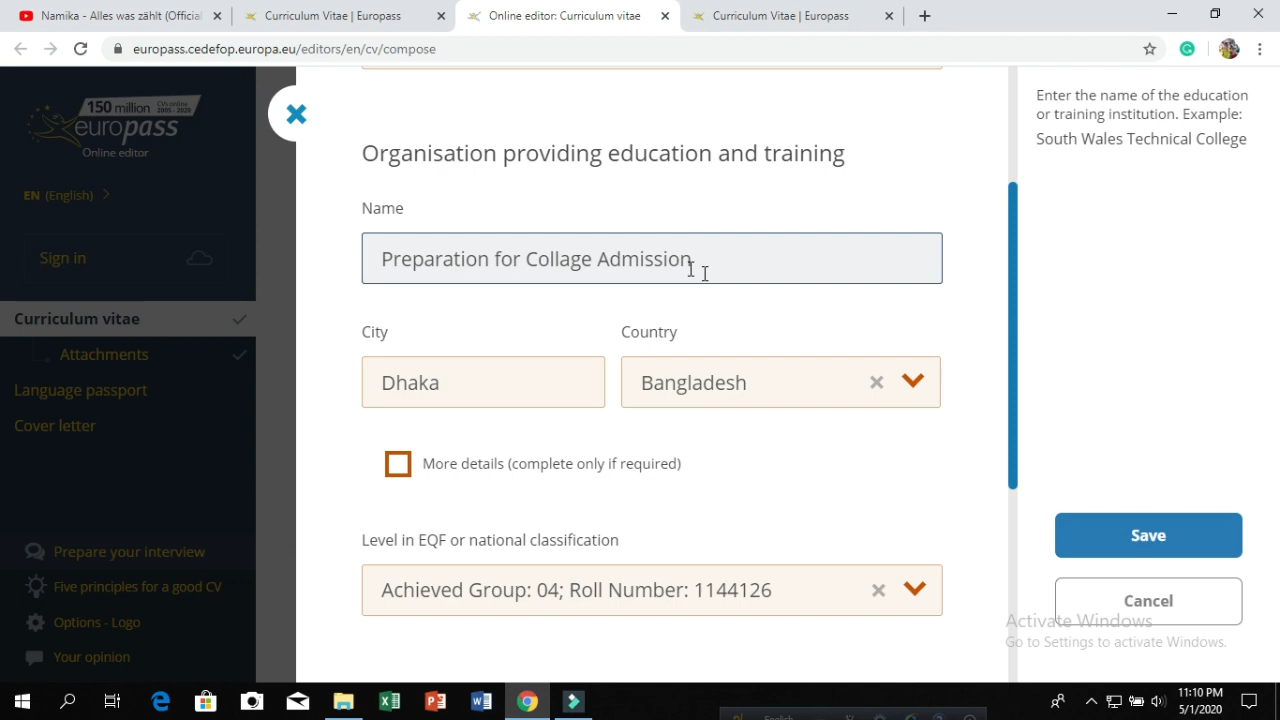 Namika - Alles was zählt (Official
Curriculum Vitae | Europass
Online editor: Curriculum vitae
Curriculum Vitae | Europass
europass.cedefop.europa.eu/editors/en/cv/compose
150 million CVs online 2005 - 2020
europass
Online editor
EN (English)
Sign in
Curriculum vitae
Attachments
Language passport
Cover letter
Prepare your interview
Five principles for a good CV
Options - Logo
Your opinion
Organisation providing education and training
Name
Preparation for Collage Admission
City
Country
Dhaka
Bangladesh
More details (complete only if required)
Level in EQF or national classification
Achieved Group: 04; Roll Number: 1144126
Enter the name of the education
or training institution. Example:
South Wales Technical College
Save
Cancel
Activate Windows
Go to Settings to activate Windows.
English
11:10 PM
5/1/2020